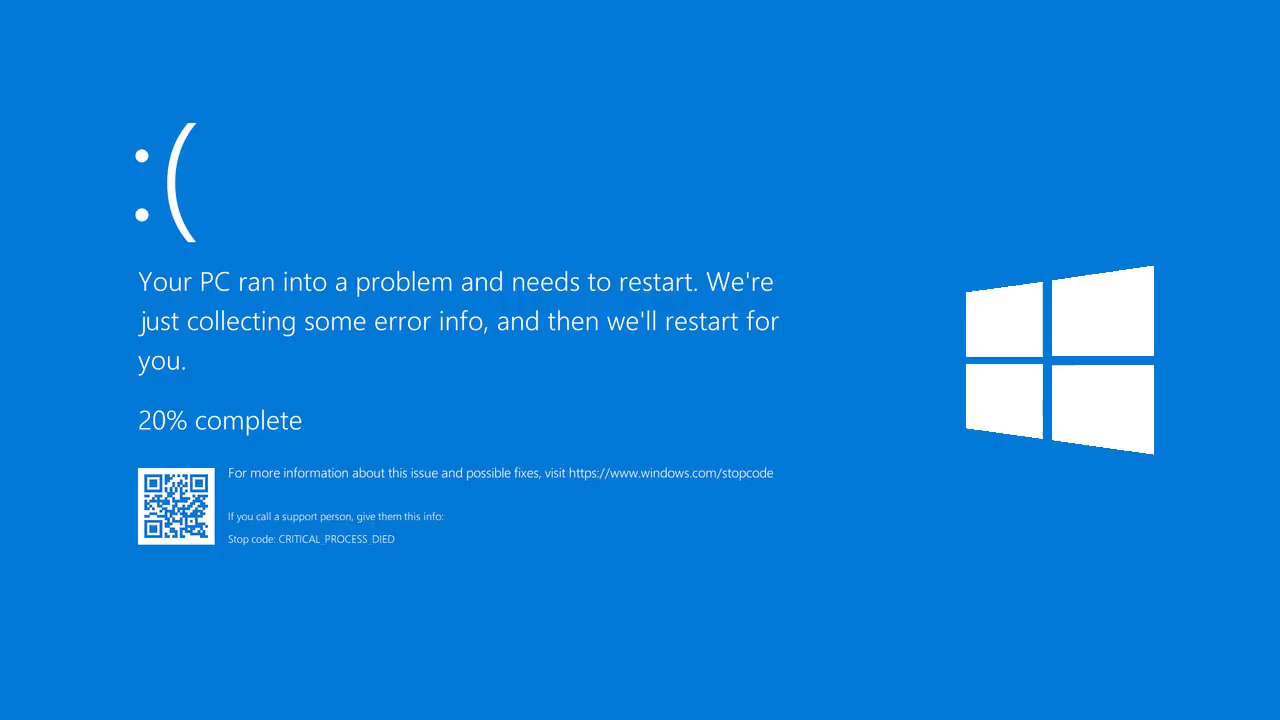 :(
Your PC ran into a problem and needs to restart. We're
just collecting some error info, and then we'll restart for
you.
20% complete
For more information about this issue and possible fixes, visit https://www.windows.com/stopcode
If you call a support person, give them this info:
Stop code: CRITICAL_PROCESS_DIED